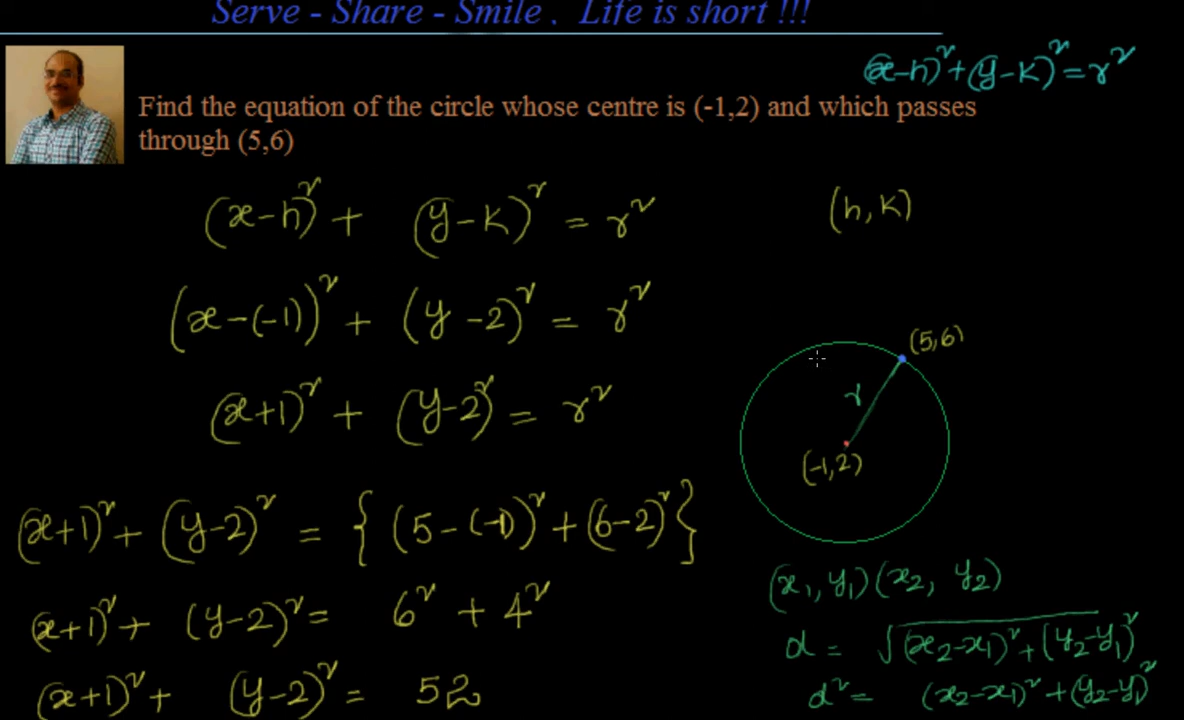 Serve - Share - Smile , Life is short !!!
(x-h)² + (y-k)² = r²
Find the equation of the circle whose centre is (-1,2) and which passes
through (5,6)
(x-h)² + (y-k)² = r²
(h, k)
(x-(-1))² + (y-2)² = r²
(5,6)
r
(x+1)² + (y-2)² = r²
(-1,2)
(x+1)² + (y-2)² = { (5-(-1))² + (6-2)² }
(x₁, y₁) (x₂, y₂)
(x+1)² + (y-2)² = 6² + 4²
d = √(x₂-x₁)² + (y₂-y₁)²
(x+1)² + (y-2)² = 52
d² = (x₂-x₁)² + (y₂-y₁)²